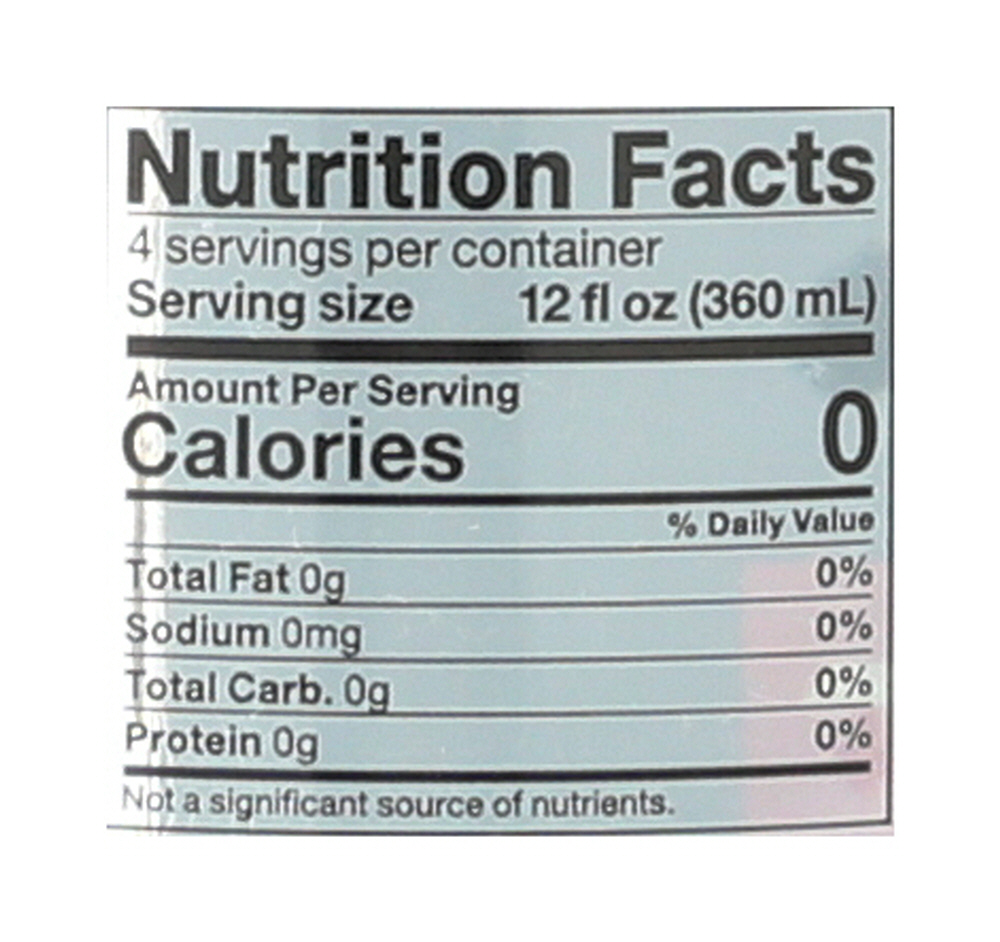 Nutrition Facts
4 servings per container
Serving size 12 fl oz (360 mL)
Amount Per Serving
Calories 0
% Daily Value
Total Fat 0g 0%
Sodium 0mg 0%
Total Carb. 0g 0%
Protein 0g 0%
Not a significant source of nutrients.